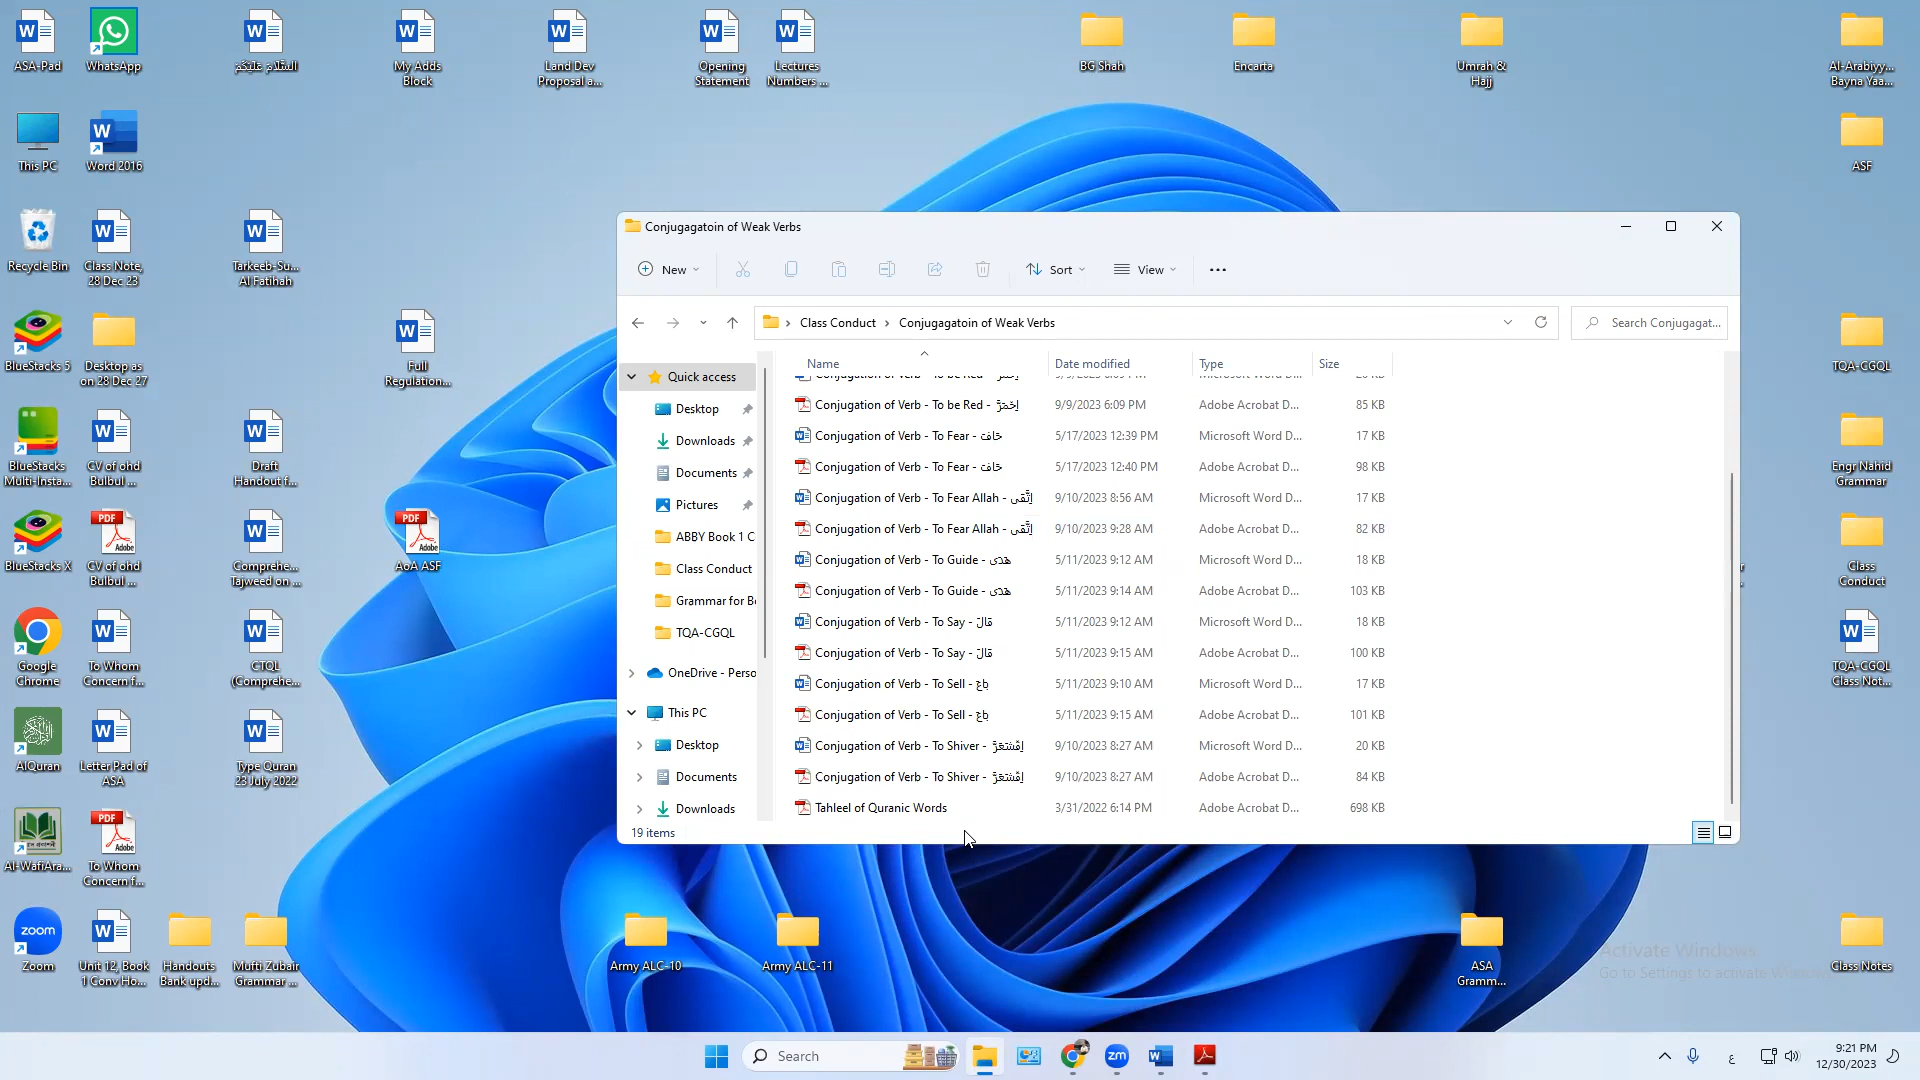 ASA-Pad
WhatsApp
السَّلَامُ عَلَيْكُمْ
My Adds
Block
Land Dev
Proposal a...
Opening
Statement
Lectures
Numbers ...
BG Shah
Encarta
Umrah &
Hajj
Al-Arabiyy...
Bayna Yaa...
This PC
Word 2016
ASF
Recycle Bin
Class Note,
28 Dec 23
Tarkeeb-Su...
Al Fatihah
Conjugagatoin of Weak Verbs
New
Sort
View
Class Conduct
Conjugagatoin of Weak Verbs
Search Conjugagat...
BlueStacks 5
Desktop as
on 28 Dec 27
Full
Regulation...
TQA-CGQL
Quick access
Desktop
Downloads
Documents
Pictures
ABBY Book 1 C
Class Conduct
Grammar for B
TQA-CGQL
OneDrive - Perso
This PC
Desktop
Documents
Downloads
Name
Date modified
Type
Size
Conjugation of Verb - To be Red - اِحْمَرَّ 9/9/2023 6:09 PM Adobe Acrobat D... 85 KB
Conjugation of Verb - To Fear - خَافَ 5/17/2023 12:39 PM Microsoft Word D... 17 KB
Conjugation of Verb - To Fear - خَافَ 5/17/2023 12:40 PM Adobe Acrobat D... 98 KB
Conjugation of Verb - To Fear Allah - اِتَّقَى 9/10/2023 8:56 AM Microsoft Word D... 17 KB
Conjugation of Verb - To Fear Allah - اِتَّقَى 9/10/2023 9:28 AM Adobe Acrobat D... 82 KB
Conjugation of Verb - To Guide - هَدَى 5/11/2023 9:12 AM Microsoft Word D... 18 KB
Conjugation of Verb - To Guide - هَدَى 5/11/2023 9:14 AM Adobe Acrobat D... 103 KB
Conjugation of Verb - To Say - قَالَ 5/11/2023 9:12 AM Microsoft Word D... 18 KB
Conjugation of Verb - To Say - قَالَ 5/11/2023 9:15 AM Adobe Acrobat D... 100 KB
Conjugation of Verb - To Sell - بَاعَ 5/11/2023 9:10 AM Microsoft Word D... 17 KB
Conjugation of Verb - To Sell - بَاعَ 5/11/2023 9:15 AM Adobe Acrobat D... 101 KB
Conjugation of Verb - To Shiver - اِقْشَعَرَّ 9/10/2023 8:27 AM Microsoft Word D... 20 KB
Conjugation of Verb - To Shiver - اِقْشَعَرَّ 9/10/2023 8:27 AM Adobe Acrobat D... 84 KB
Tahleel of Quranic Words 3/31/2022 6:14 PM Adobe Acrobat D... 698 KB
19 items
BlueStacks
Multi-Insta...
CV of ohd
Bulbul ...
Draft
Handout f...
Engr Nahid
Grammar
BlueStacks X
PDF
Adobe
CV of ohd
Bulbul ...
Comprehe...
Tajweed on ...
PDF
Adobe
AoA ASF
Class
Conduct
Google
Chrome
To Whom
Concern f...
CTQL
(Comprehe...
TQA-CGQL
Class Not...
AlQuran
Letter Pad of
ASA
Type Quran
23 July 2022
Al-WafiAra...
PDF
Adobe
To Whom
Concern f...
zoom
Zoom
Unit 12, Book
1 Conv Ho...
Handouts
Bank upd...
Mufti Zubair
Grammar ...
Army ALC-10
Army ALC-11
ASA
Gramm...
Class Notes
Activate Windows
Go to Settings to activate Windows
Search
zm
ع
9:21 PM
12/30/2023